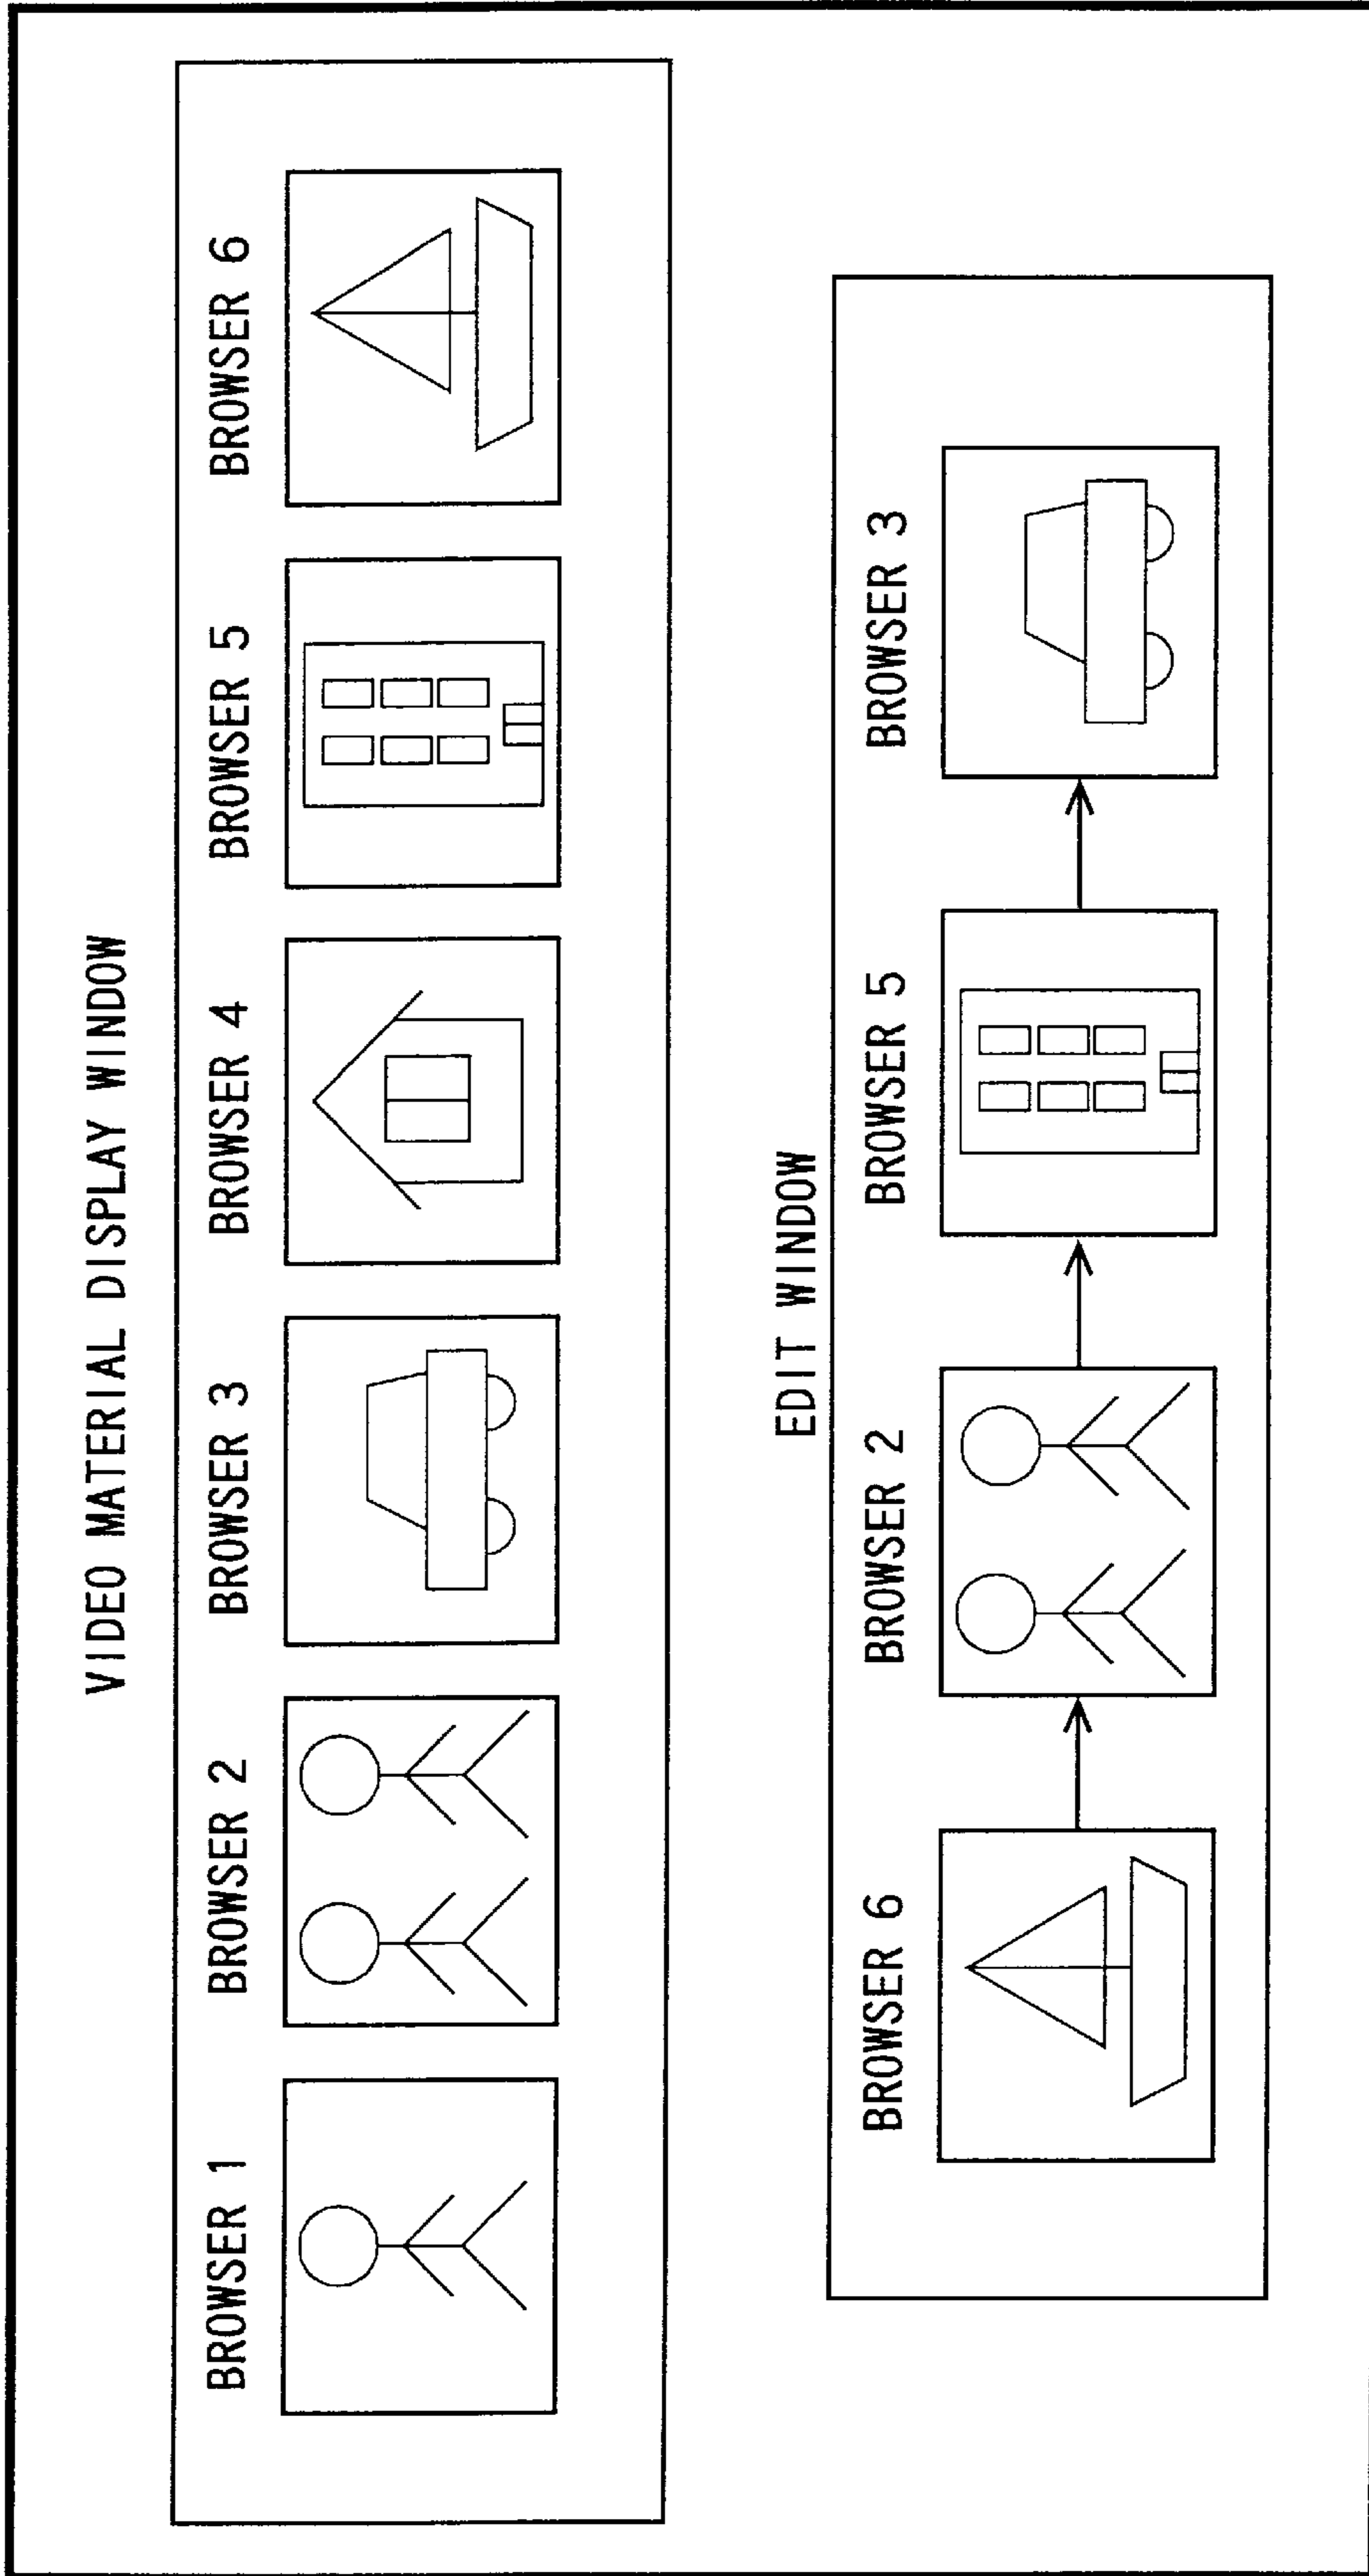 VIDEO MATERIAL DISPLAY WINDOW
BROWSER 1
BROWSER 2
BROWSER 3
BROWSER 4
BROWSER 5
BROWSER 6
EDIT WINDOW
BROWSER 6
BROWSER 2
BROWSER 5
BROWSER 3